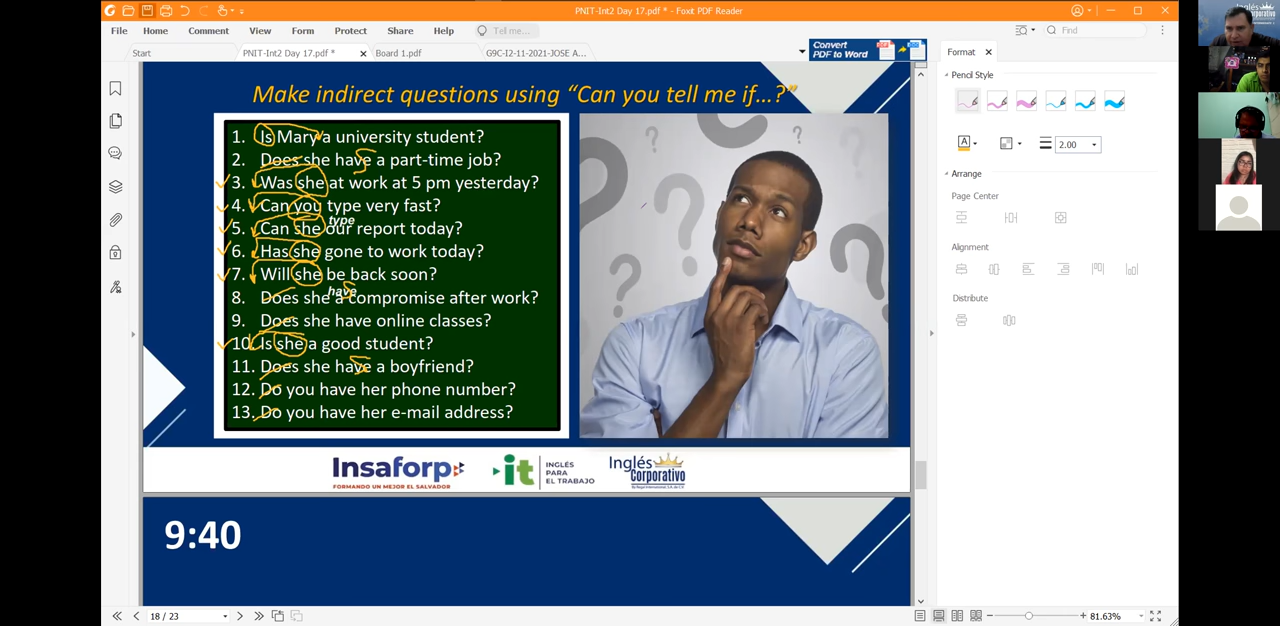 PNIT-Int2 Day 17.pdf * - Foxit PDF Reader
File Home Comment View Form Protect Share Help Tell me... Find
Start PNIT-Int2 Day 17.pdf * Board 1.pdf G9C-I2-11-2021-JOSE A... Convert PDF to Word Format
Make indirect questions using “Can you tell me if…?”
1. Is Mary a university student?
2. Does she have a part-time job?
S
3. Was she at work at 5 pm yesterday?
4. Can you type very fast?
type
5. Can she our report today?
6. Has she gone to work today?
7. Will she be back soon?
have
8. Does she a compromise after work?
9. Does she have online classes?
10. Is she a good student?
11. Does she have a boyfriend?
12. Do you have her phone number?
13. Do you have her e-mail address?
Insaforp
FORMANDO UN MEJOR EL SALVADOR
it INGLÉS PARA EL TRABAJO
Inglés Corporativo
9:40
Pencil Style
A
2.00
Arrange
Page Center
Alignment
Distribute
18 / 23
81.63%